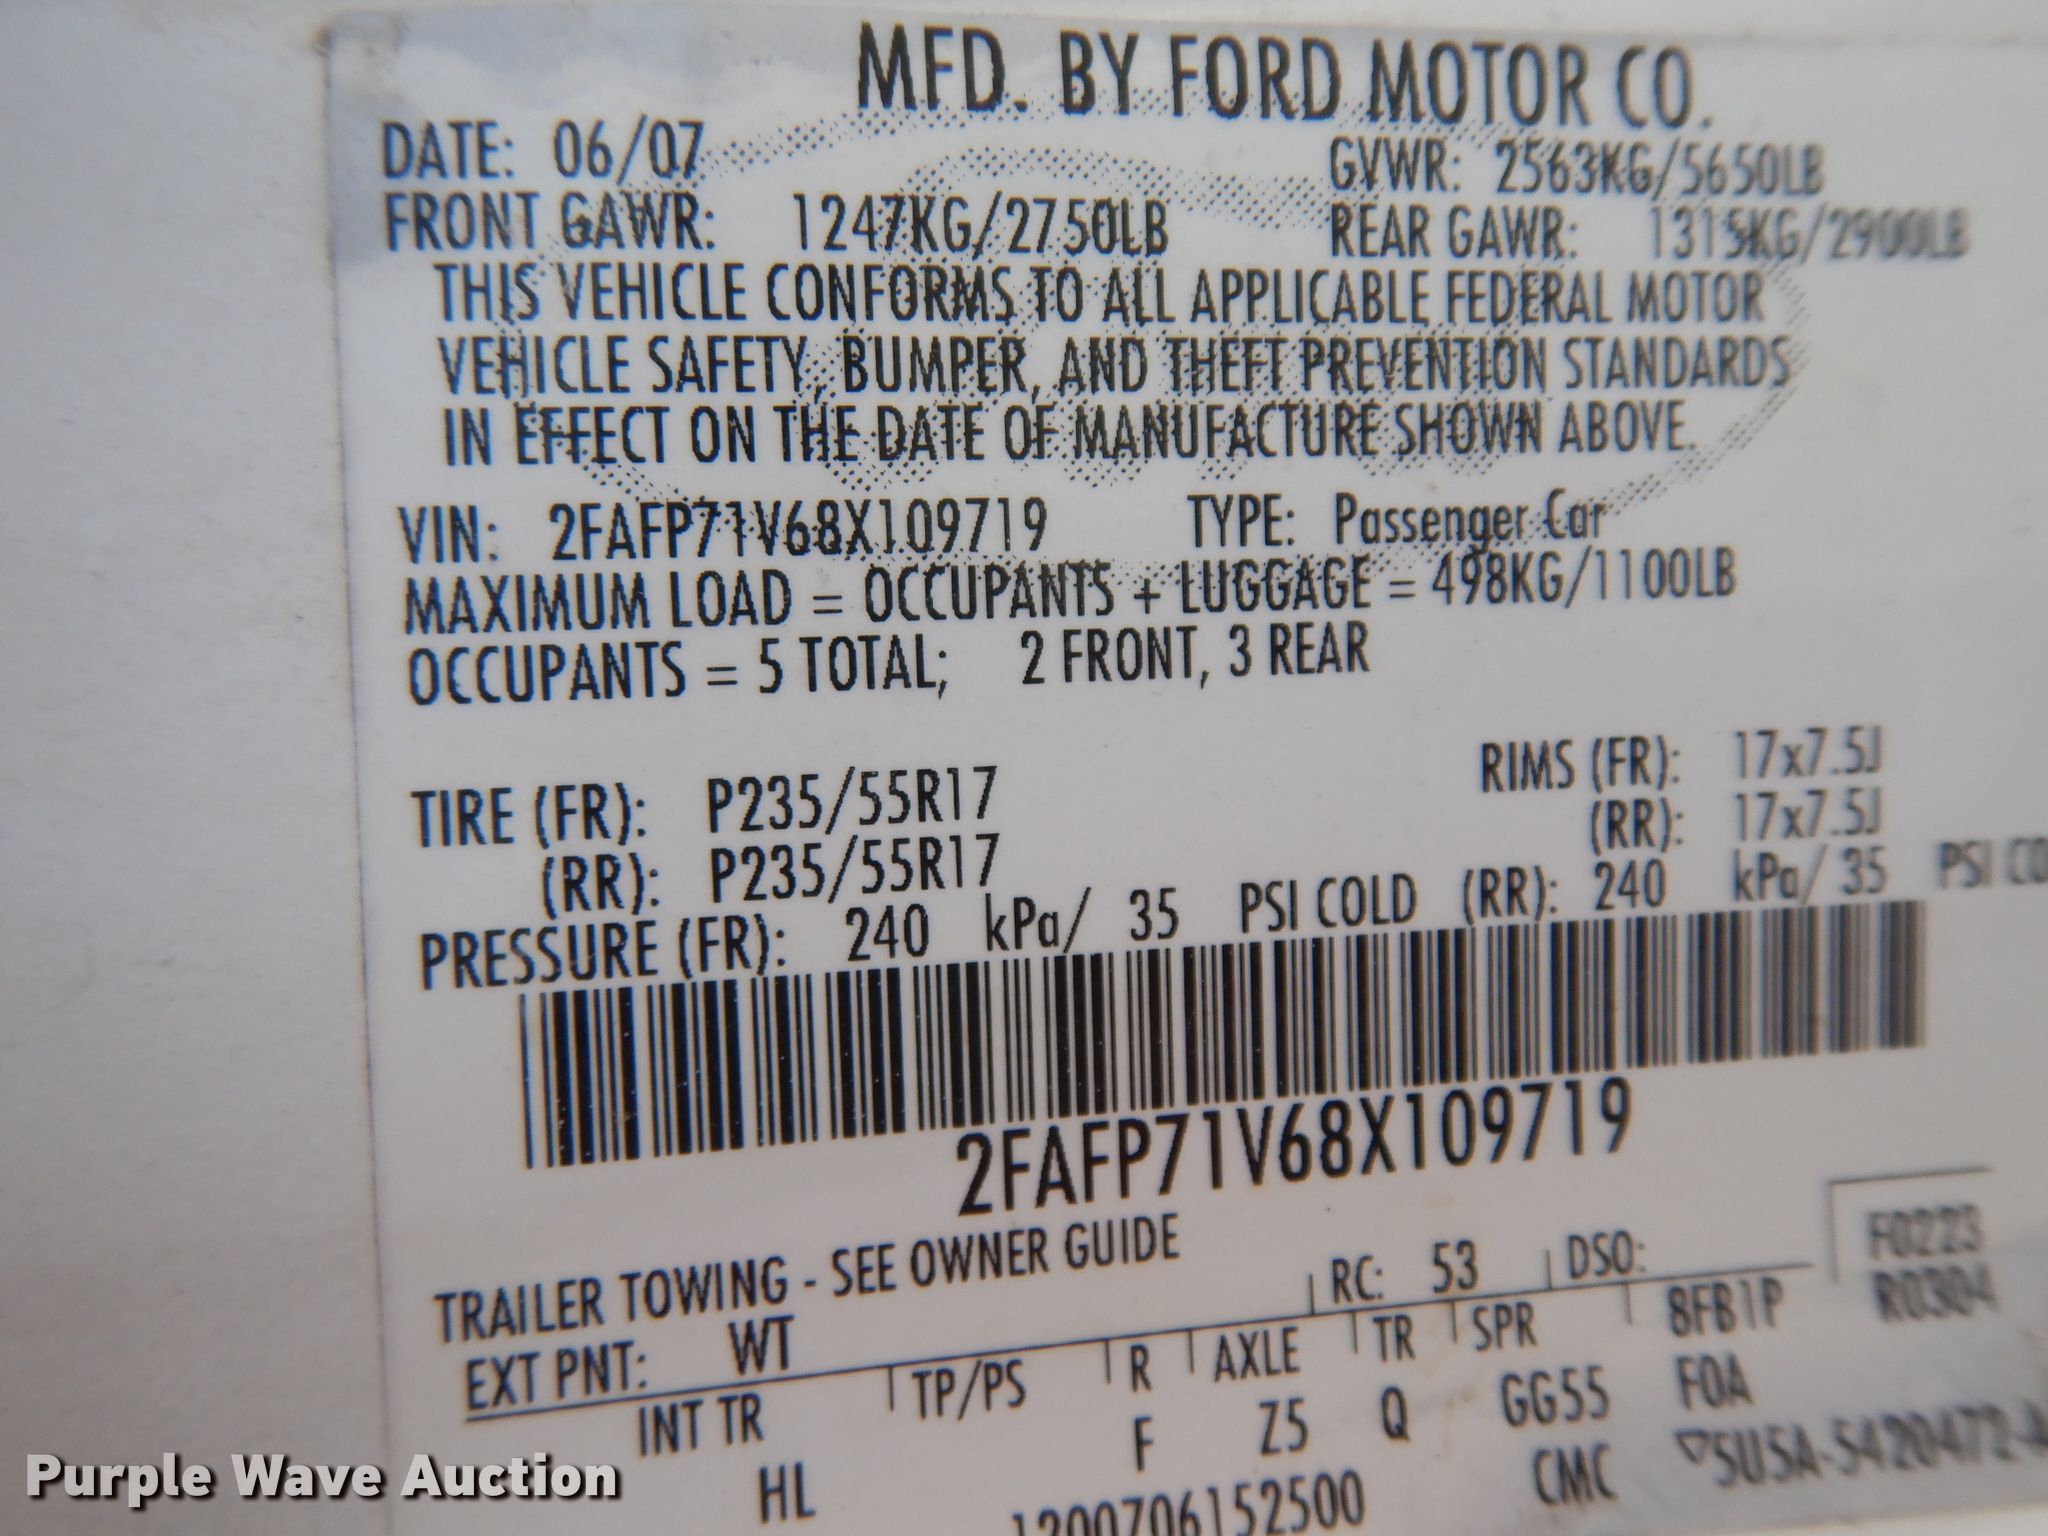 MFD. BY FORD MOTOR CO.
DATE: 06/07 GVWR: 2563KG/5650LB
FRONT GAWR: 1247KG/2750LB REAR GAWR: 1315KG/2900LB
THIS VEHICLE CONFORMS TO ALL APPLICABLE FEDERAL MOTOR
VEHICLE SAFETY, BUMPER, AND THEFT PREVENTION STANDARDS
IN EFFECT ON THE DATE OF MANUFACTURE SHOWN ABOVE.
VIN: 2FAFP71V68X109719 TYPE: Passenger Car
MAXIMUM LOAD = OCCUPANTS + LUGGAGE = 498KG/1100LB
OCCUPANTS = 5 TOTAL; 2 FRONT, 3 REAR
TIRE (FR): P235/55R17 RIMS (FR): 17x7.5J
(RR): P235/55R17 (RR): 17x7.5J
PRESSURE (FR): 240 kPa/ 35 PSI COLD (RR): 240 kPa/ 35 PSI CO
2FAFP71V68X109719
TRAILER TOWING - SEE OWNER GUIDE
F0223
R0304
EXT PNT: WT RC: 53 DSO:
INT TR TP/PS R AXLE TR SPR 8FB1P
HL F Z5 Q GG55 FOA
1200706152500 CMC 5U5A-5420472-A
Purple Wave Auction